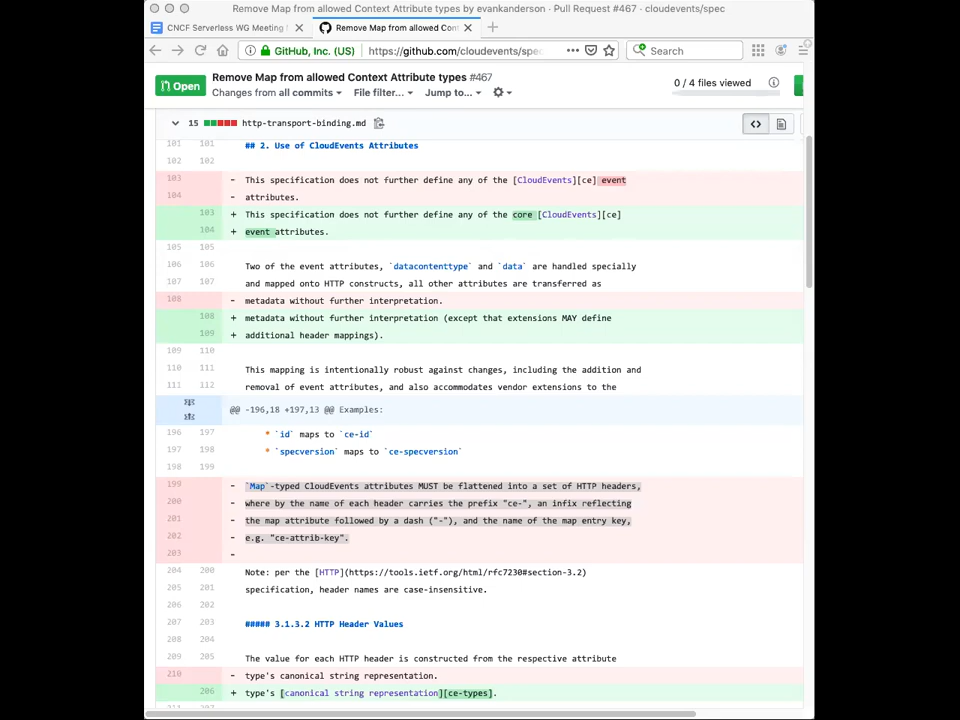 Remove Map from allowed Context Attribute types by evankanderson · Pull Request #467 · cloudevents/spec
CNCF Serverless WG Meeting
Remove Map from allowed Con
GitHub, Inc. (US) https://github.com/cloudevents/spec Search
Open Remove Map from allowed Context Attribute types #467
Changes from all commits File filter... Jump to...
0 / 4 files viewed
15 http-transport-binding.md
101 101 ## 2. Use of CloudEvents Attributes
102 102
103 - This specification does not further define any of the [CloudEvents][ce] event
104 - attributes.
103 + This specification does not further define any of the core [CloudEvents][ce]
104 + event attributes.
105 105
106 106 Two of the event attributes, `datacontenttype` and `data` are handled specially
107 107 and mapped onto HTTP constructs, all other attributes are transferred as
108 - metadata without further interpretation.
108 + metadata without further interpretation (except that extensions MAY define
109 + additional header mappings).
109 110
110 111 This mapping is intentionally robust against changes, including the addition and
111 112 removal of event attributes, and also accommodates vendor extensions to the
@@ -196,18 +197,13 @@ Examples:
196 197 * `id` maps to `ce-id`
197 198 * `specversion` maps to `ce-specversion`
198 199
199 - `Map`-typed CloudEvents attributes MUST be flattened into a set of HTTP headers,
200 - where by the name of each header carries the prefix "ce-", an infix reflecting
201 - the map attribute followed by a dash ("-"), and the name of the map entry key,
202 - e.g. "ce-attrib-key".
203 -
204 200 Note: per the [HTTP](https://tools.ietf.org/html/rfc7230#section-3.2)
205 201 specification, header names are case-insensitive.
206 202
207 203 ##### 3.1.3.2 HTTP Header Values
208 204
209 205 The value for each HTTP header is constructed from the respective attribute
210 - type's canonical string representation.
206 + type's [canonical string representation][ce-types].